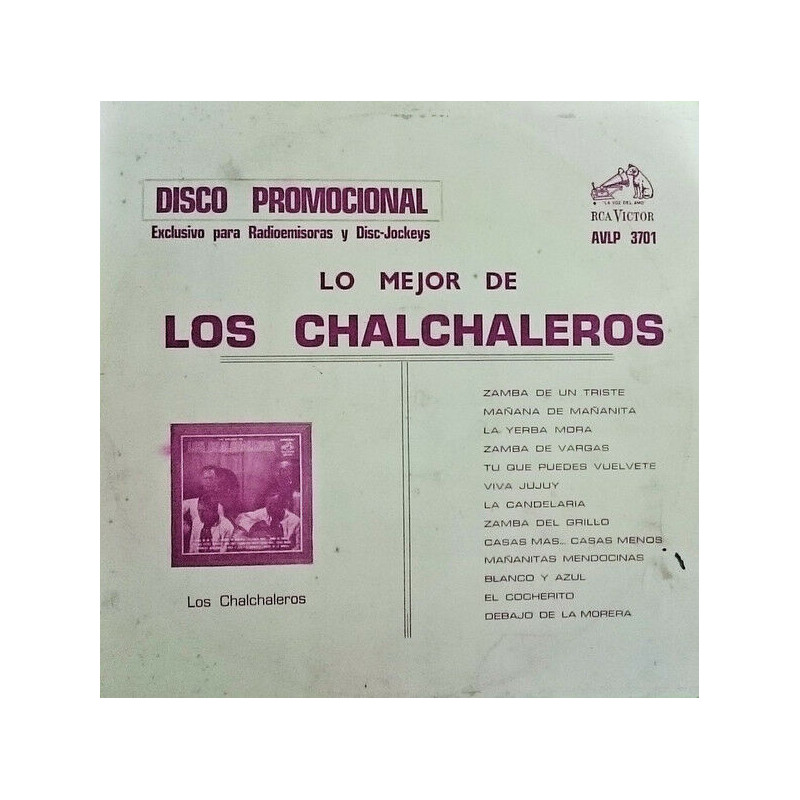 DISCO PROMOCIONAL
Exclusivo para Radioemisoras y Disc-Jockeys
"LA VOZ DEL AMO"
RCA VICTOR
AVLP 3701
LO MEJOR DE
LOS CHALCHALEROS
ZAMBA DE UN TRISTE
MAÑANA DE MAÑANITA
LA YERBA MORA
ZAMBA DE VARGAS
TU QUE PUEDES VUELVETE
VIVA JUJUY
LA CANDELARIA
ZAMBA DEL GRILLO
CASAS MAS... CASAS MENOS
MAÑANITAS MENDOCINAS
BLANCO Y AZUL
EL COCHERITO
DEBAJO DE LA MORERA
Los Chalchaleros